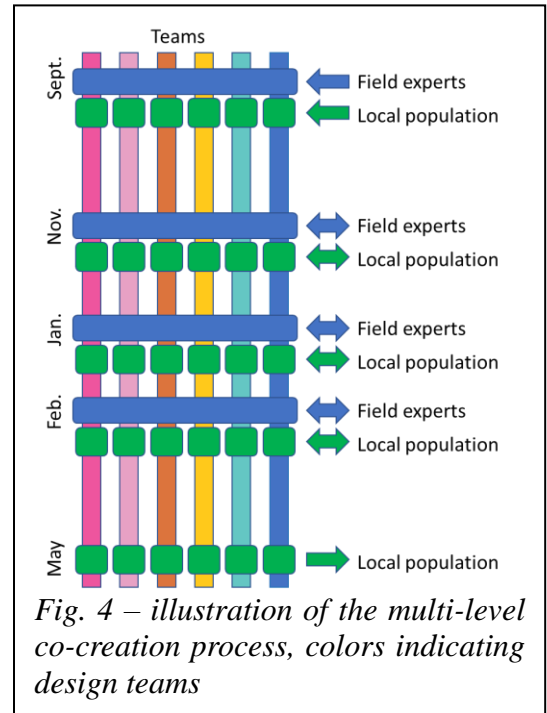 Teams
Sept.
Field experts
Local population
Nov.
Field experts
Local population
Jan.
Field experts
Local population
Feb.
Field experts
Local population
May
Local population
Fig. 4 – illustration of the multi-level
co-creation process, colors indicating
design teams